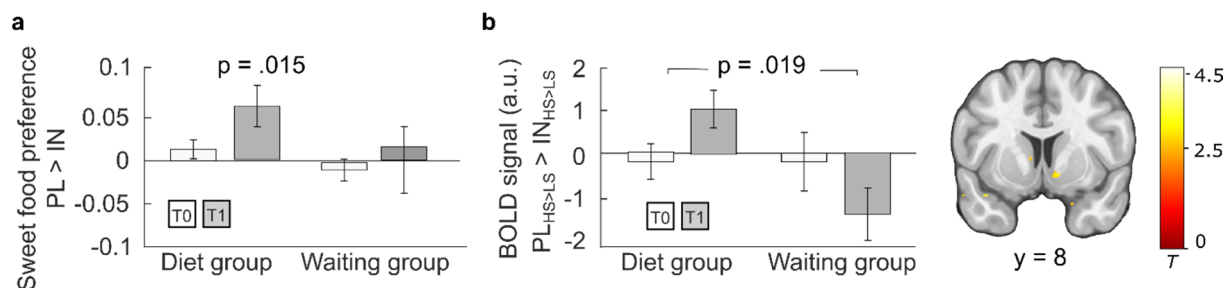 a
Sweet food preference
PL > IN
0.1
0.05
0
-0.05
-0.1
p = .015
T0 T1
Diet group Waiting group
b
BOLD signal (a.u.)
PL_HS>LS > IN_HS>LS
2
1
0
-1
-2
p = .019
T0 T1
Diet group Waiting group
y = 8
4.5
2.5
0
T